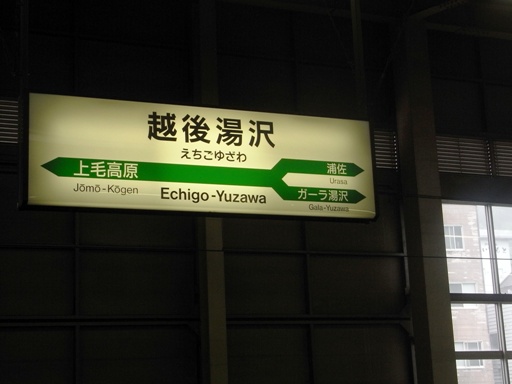 越後湯沢
えちごゆざわ
上毛高原
Jōmō-Kōgen
Echigo-Yuzawa
浦佐
Urasa
ガーラ湯沢
Gala-Yuzawa